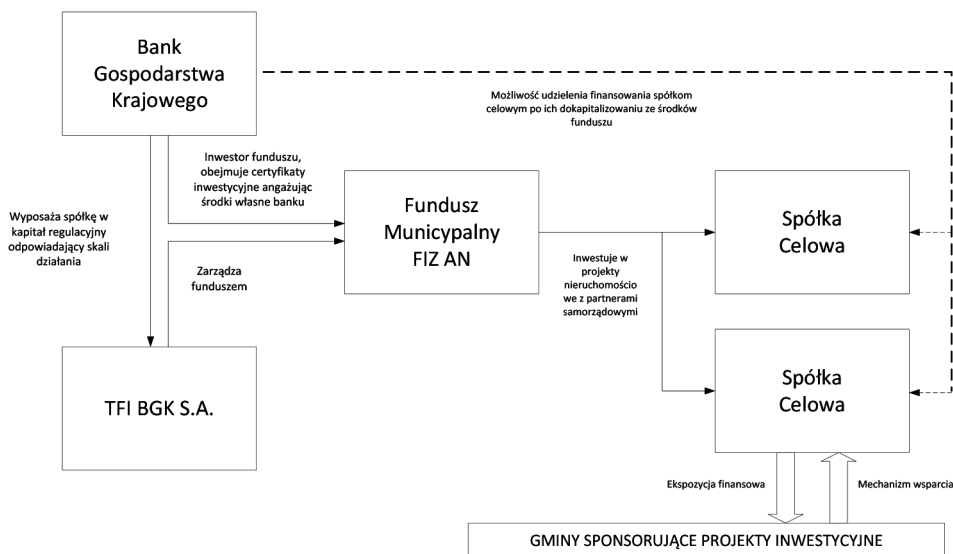 Bank
Gospodarstwa
Krajowego
Możliwość udzielenia finansowania spółkom
celowym po ich dokapitalizowaniu ze środków
funduszu
Inwestor funduszu,
obejmuje certyfikaty
inwestycyjne angażując
środki własne banku
Wyposaża spółkę w
kapitał regulacyjny
odpowiadający skali
działania
Fundusz
Municypalny
FIZ AN
Spółka
Celowa
Zarządza
funduszem
Inwestuje w
projekty
nieruchomościo
we z partnerami
samorządowymi
TFI BGK S.A.
Spółka
Celowa
Ekspozycja finansowa
Mechanizm wsparcia
GMINY SPONSORUJĄCE PROJEKTY INWESTYCYJNE